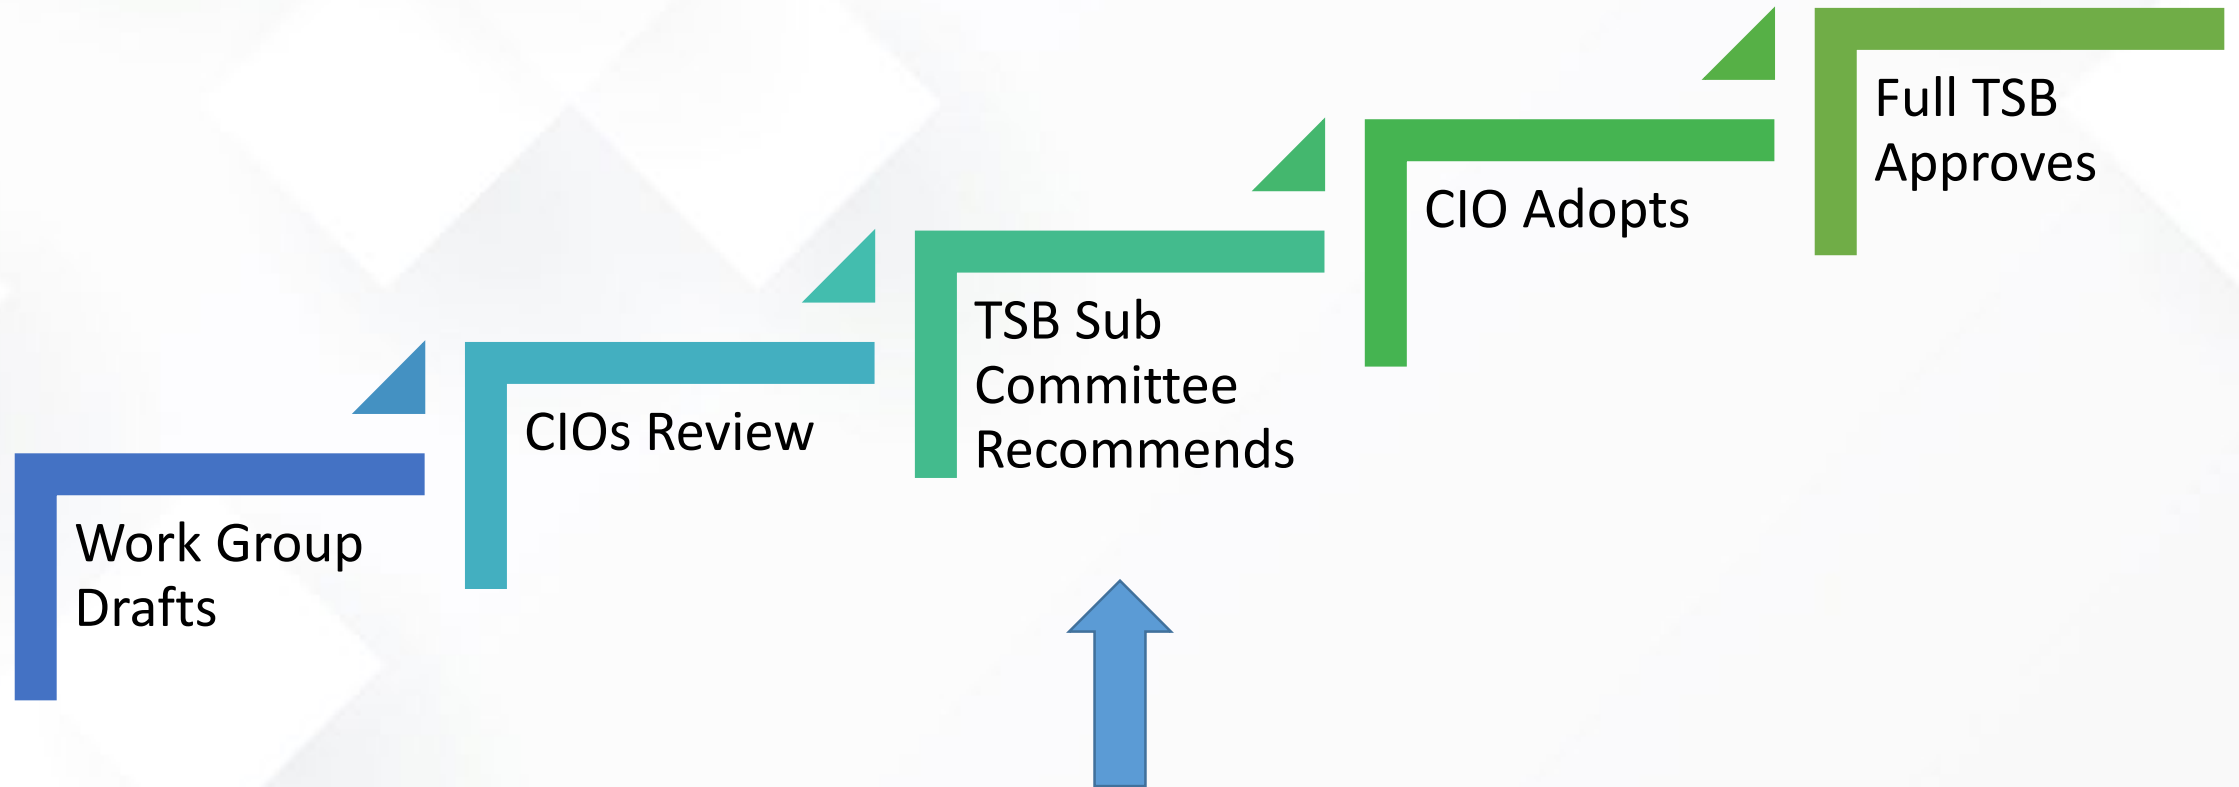 Work Group
Drafts
CIOs Review
TSB Sub
Committee
Recommends
CIO Adopts
Full TSB
Approves